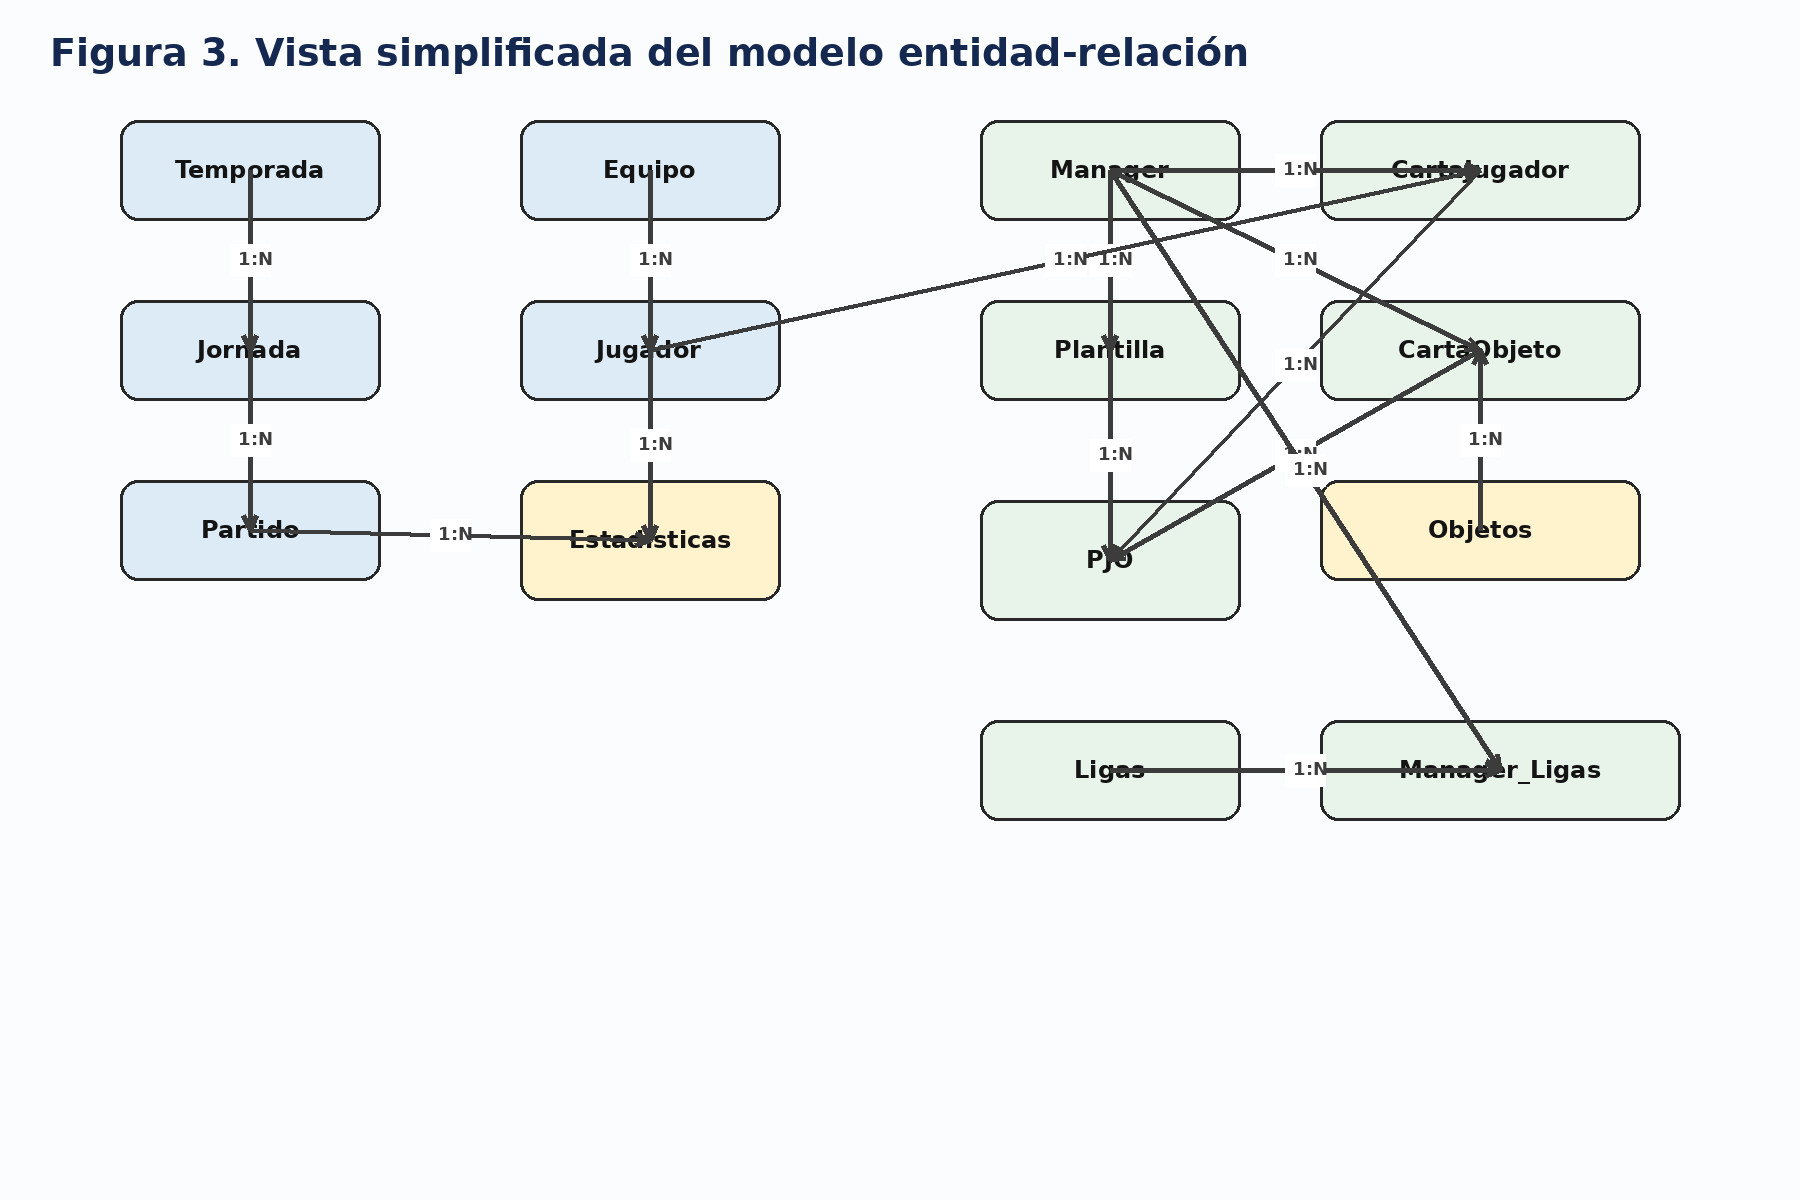 Figura 3. Vista simplificada del modelo entidad-relación
Temporada
Equipo
Manager
CartaJugador
1:N
1:N
1:N
1:N
1:N
1:N
Jornada
Jugador
Plantilla
CartaObjeto
1:N
1:N
1:N
1:N
1:N
1:N
1:N
Partido
Estadísticas
PJO
Objetos
1:N
Ligas
Manager_Ligas
1:N